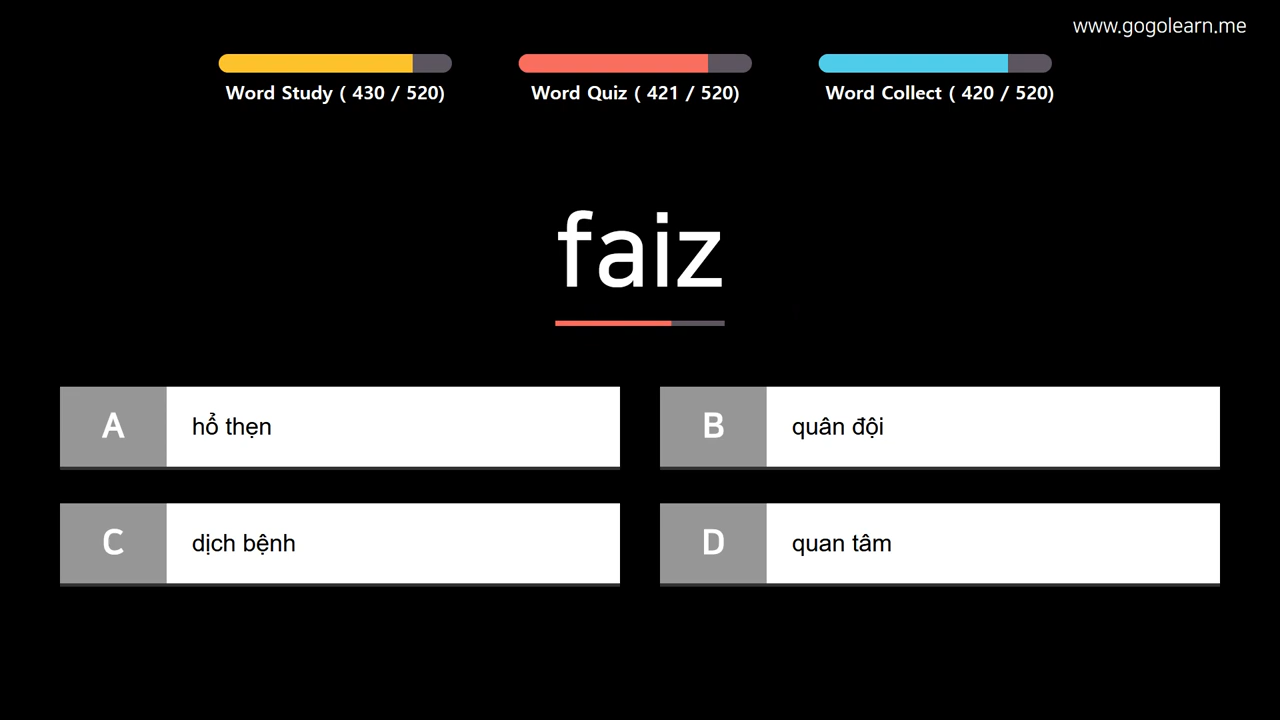 www.gogolearn.me
Word Study ( 430 / 520)
Word Quiz ( 421 / 520)
Word Collect ( 420 / 520)
faiz
A hổ thẹn
B quân đội
C dịch bệnh
D quan tâm